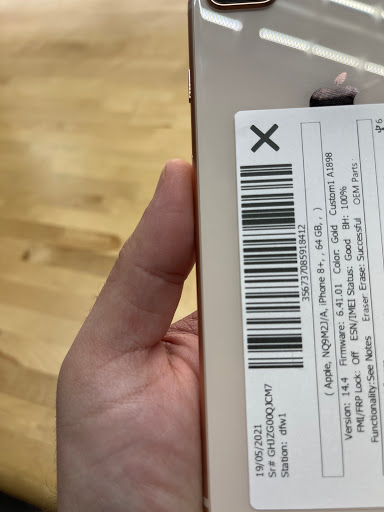 X
356737085918412
19/05/2021
Sr# GHJZG00QJCM7
Station: dfw1
( Apple, NQ9M2J/A, iPhone 8+, , 64 GB, , )
Version: 14.4 Firmware: 6.41.01 Color: Gold Custom1 A1898
FMI/FRP Lock: Off ESN/IMEI Status: Good BH: 100%
Functionality:See Notes Eraser Erase: Successful OEM Parts: